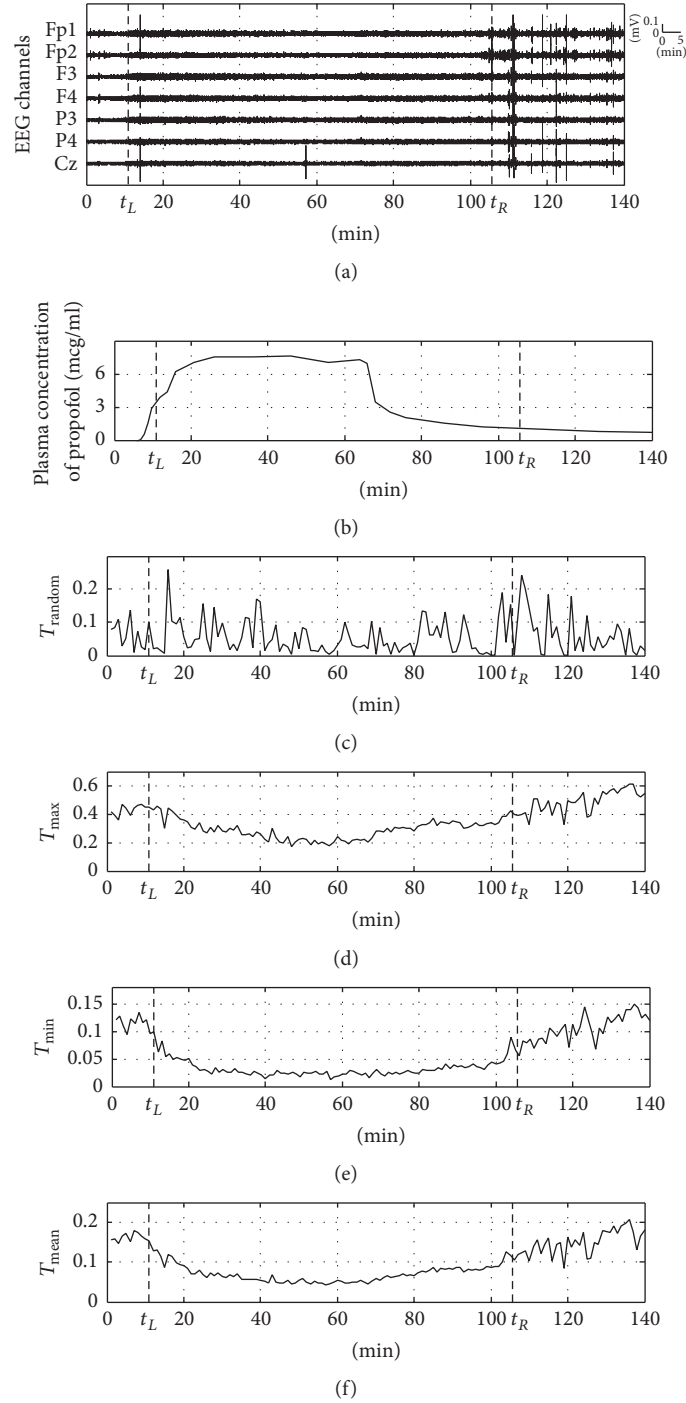 EEG channels
Fp1
Fp2
F3
F4
P3
P4
Cz
(mV)
0.1
0
0 5
(min)
0 t_L 20 40 60 80 100 t_R 120 140
(min)
(a)
Plasma concentration
of propofol (mcg/ml)
6
3
0
0 t_L 20 40 60 80 100 t_R 120 140
(min)
(b)
T_random
0.2
0.1
0
0 t_L 20 40 60 80 100 t_R 120 140
(min)
(c)
T_max
0.6
0.4
0.2
0
0 t_L 20 40 60 80 100 t_R 120 140
(min)
(d)
T_min
0.15
0.1
0.05
0
0 t_L 20 40 60 80 100 t_R 120 140
(min)
(e)
T_mean
0.2
0.1
0
0 t_L 20 40 60 80 100 t_R 120 140
(min)
(f)